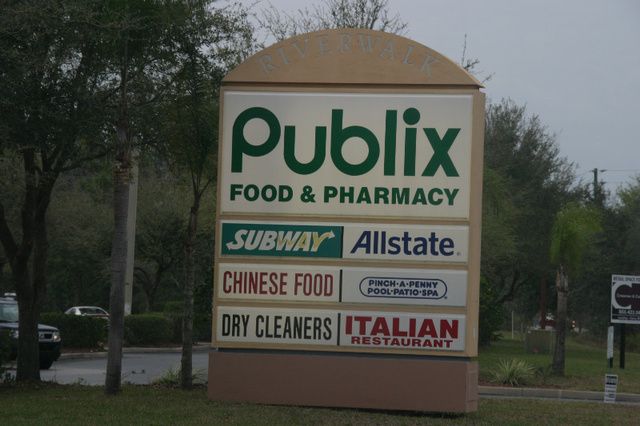 RIVERWALK
Publix
FOOD & PHARMACY
SUBWAY
Allstate
CHINESE FOOD
PINCH-A-PENNY
POOL·PATIO·SPA
DRY CLEANERS
ITALIAN
RESTAURANT